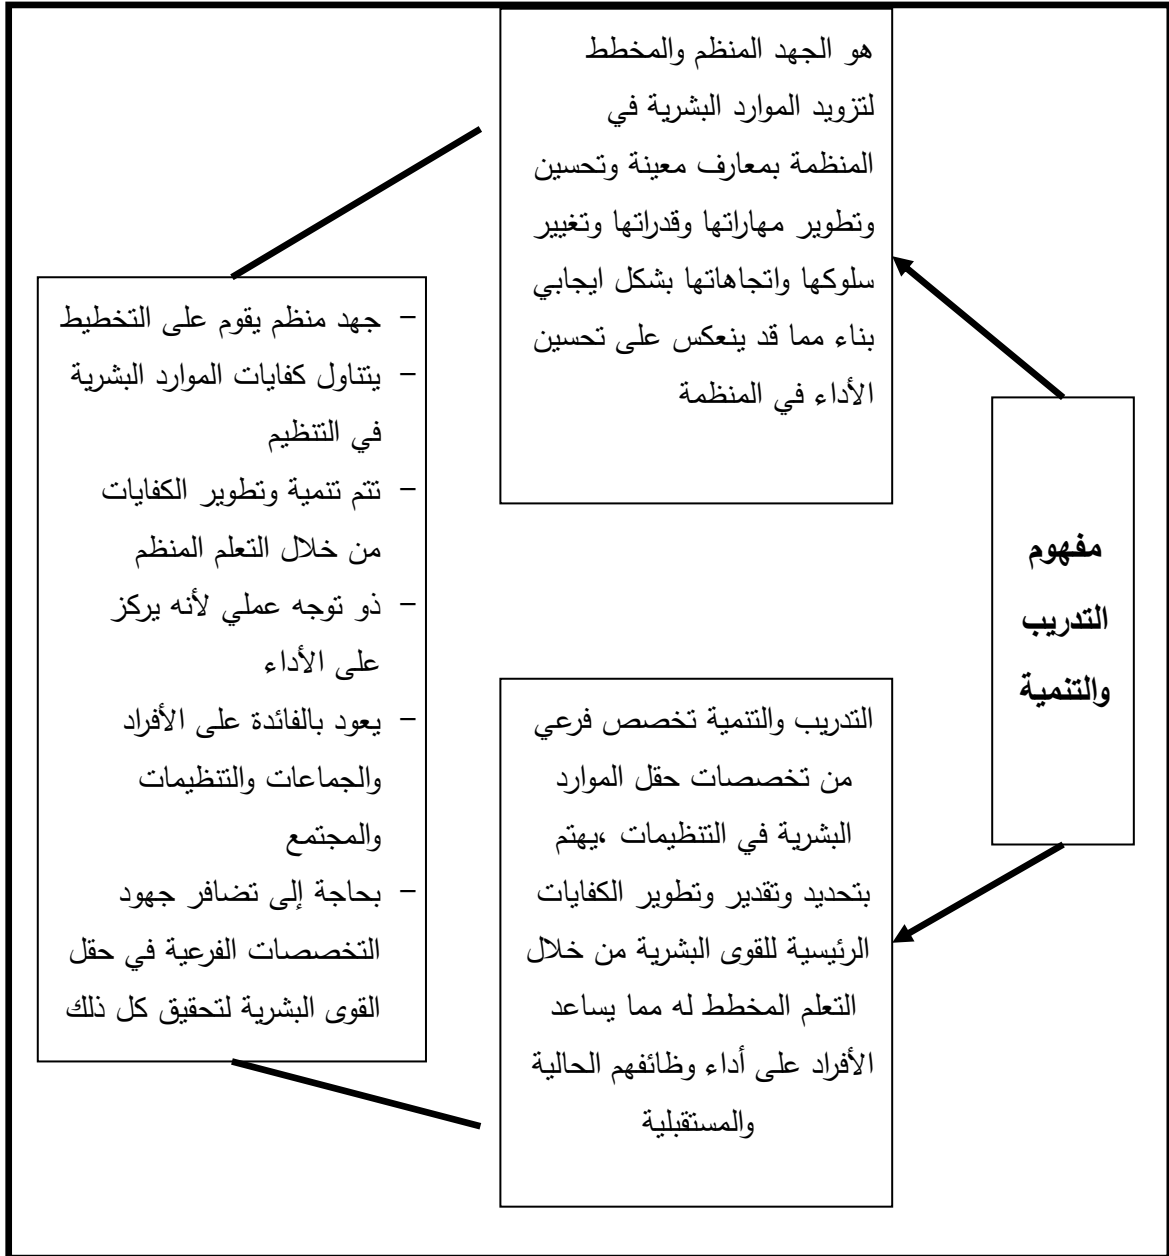 مفهوم
التدريب
والتنمية
هو الجهد المنظم والمخطط
لتزويد الموارد البشرية في
المنظمة بمعارف معينة وتحسين
وتطوير مهاراتها وقدراتها وتغيير
سلوكها واتجاهاتها بشكل ايجابي
بناء مما قد ينعكس على تحسين
الأداء في المنظمة
التدريب والتنمية تخصص فرعي
من تخصصات حقل الموارد
البشرية في التنظيمات ،يهتم
بتحديد وتقدير وتطوير الكفايات
الرئيسية للقوى البشرية من خلال
التعلم المخطط له مما يساعد
الأفراد على أداء وظائفهم الحالية
والمستقبلية
- جهد منظم يقوم على التخطيط
- يتناول كفايات الموارد البشرية
في التنظيم
- تتم تنمية وتطوير الكفايات
من خلال التعلم المنظم
- ذو توجه عملي لأنه يركز
على الأداء
- يعود بالفائدة على الأفراد
والجماعات والتنظيمات
والمجتمع
- بحاجة إلى تضافر جهود
التخصصات الفرعية في حقل
القوى البشرية لتحقيق كل ذلك